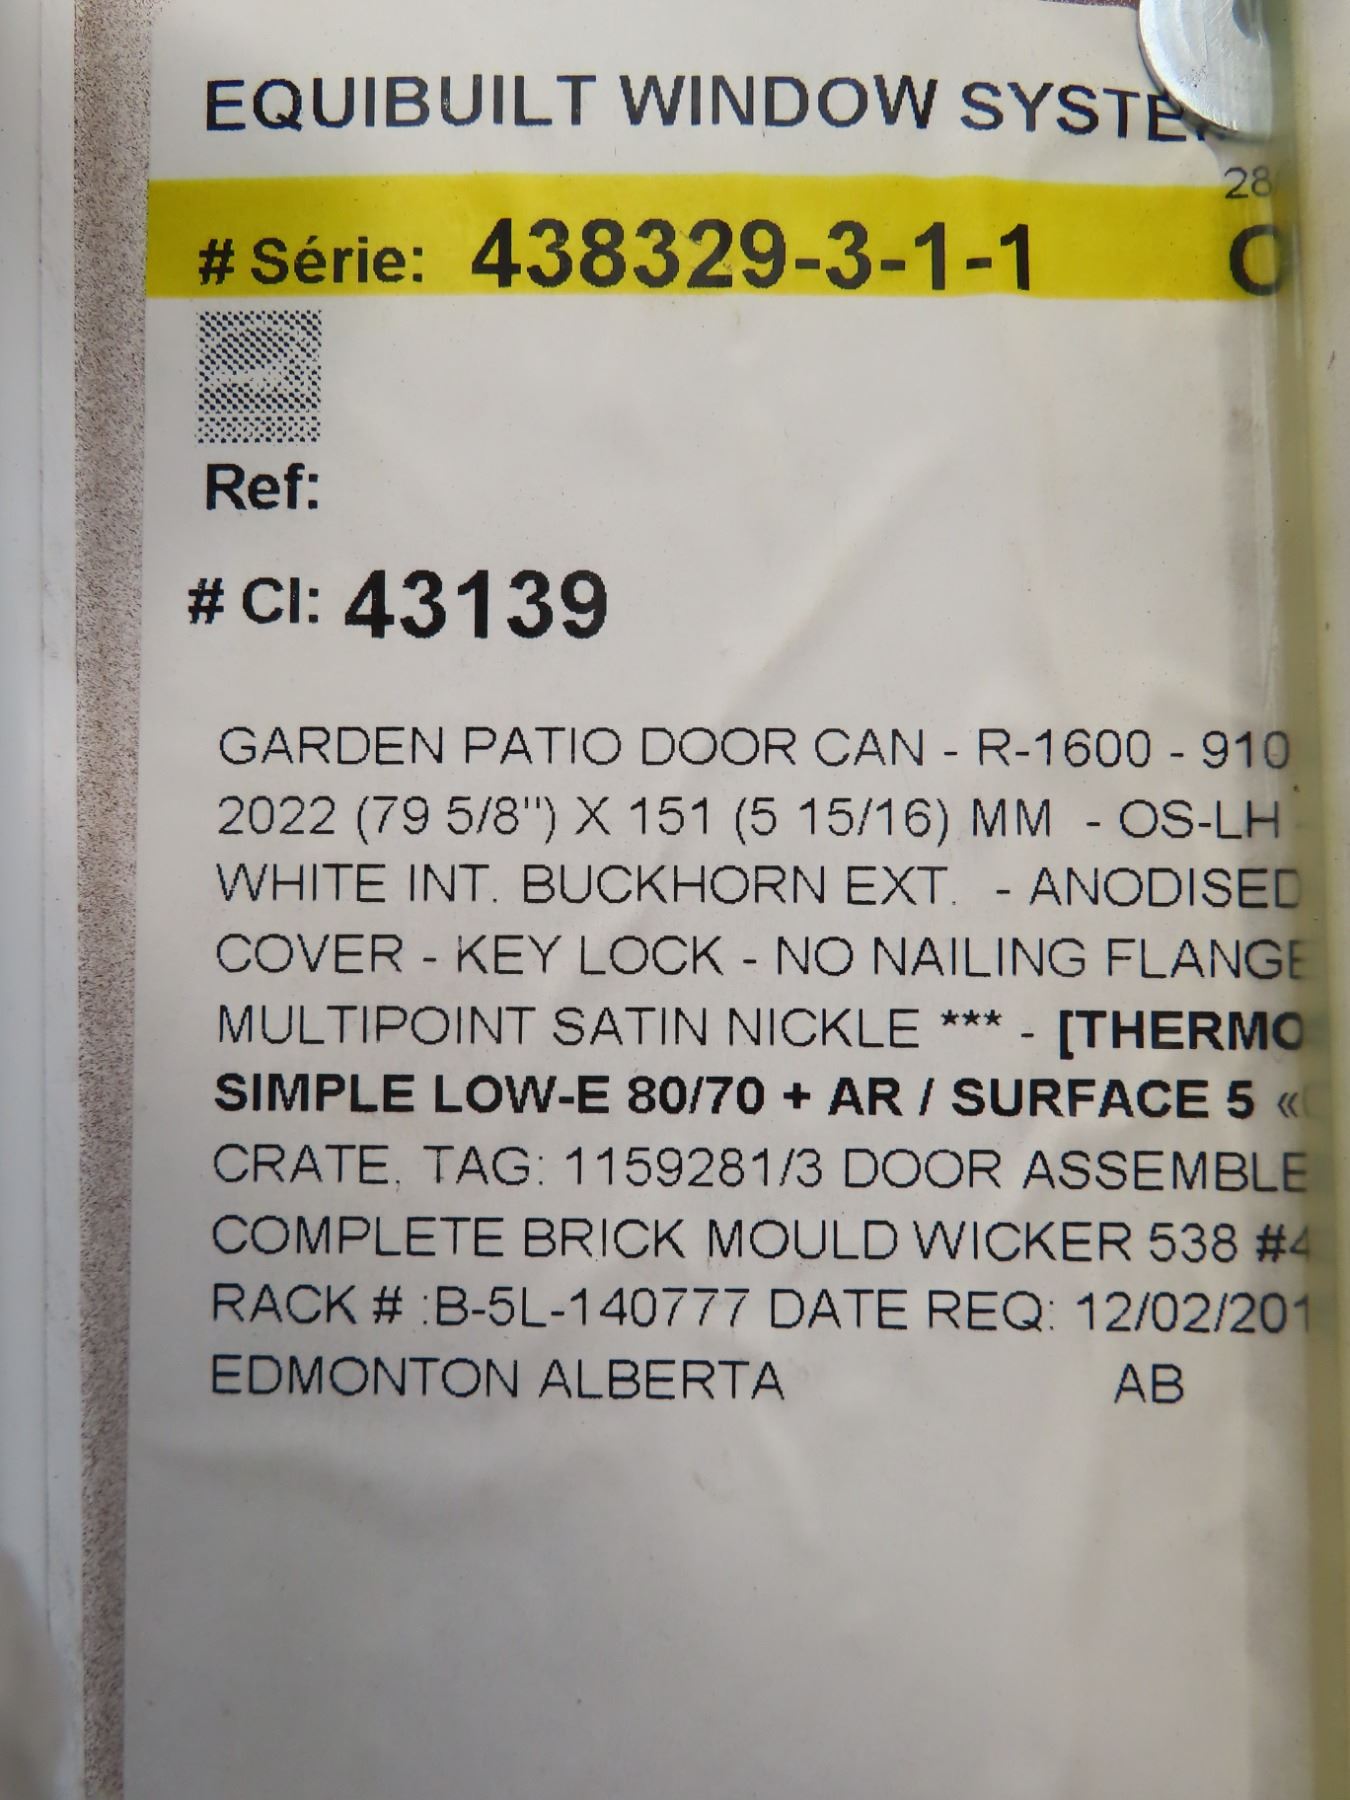 EQUIBUILT WINDOW
# Série: 438329-3-1-1
Ref:
# Cl: 43139
GARDEN PATIO DOOR CAN - R-1600 - 910
2022 (79 5/8") X 151 (5 15/16) MM - OS-LH
WHITE INT. BUCKHORN EXT. - ANODISED
COVER - KEY LOCK - NO NAILING FLANGE
MULTIPOINT SATIN NICKLE *** - [THERMO
SIMPLE LOW-E 80/70 + AR / SURFACE 5 «
CRATE. TAG: 1159281/3 DOOR ASSEMBLE
COMPLETE BRICK MOULD WICKER 538 #4
RACK # :B-5L-140777 DATE REQ: 12/02/201
EDMONTON ALBERTA AB